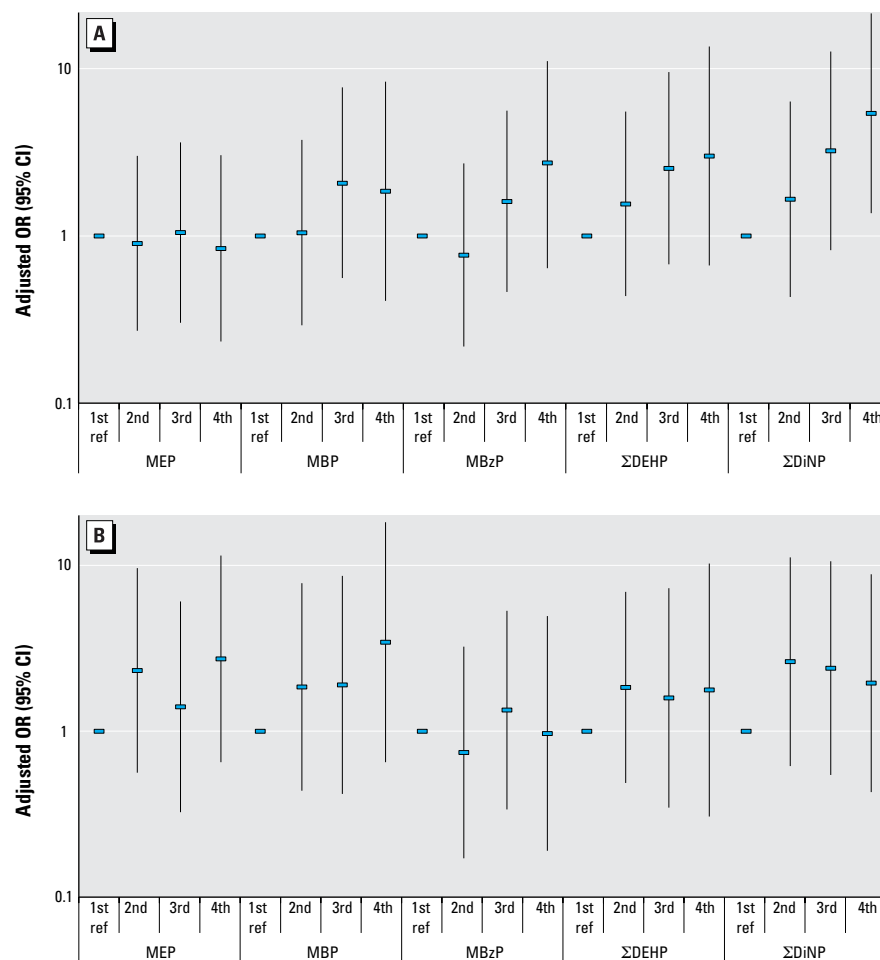 A
Adjusted OR (95% CI)
10
1
0.1
1st ref 2nd 3rd 4th 1st ref 2nd 3rd 4th 1st ref 2nd 3rd 4th 1st ref 2nd 3rd 4th 1st ref 2nd 3rd 4th
MEP MBP MBzP ΣDEHP ΣDiNP
B
Adjusted OR (95% CI)
10
1
0.1
1st ref 2nd 3rd 4th 1st ref 2nd 3rd 4th 1st ref 2nd 3rd 4th 1st ref 2nd 3rd 4th 1st ref 2nd 3rd 4th
MEP MBP MBzP ΣDEHP ΣDiNP